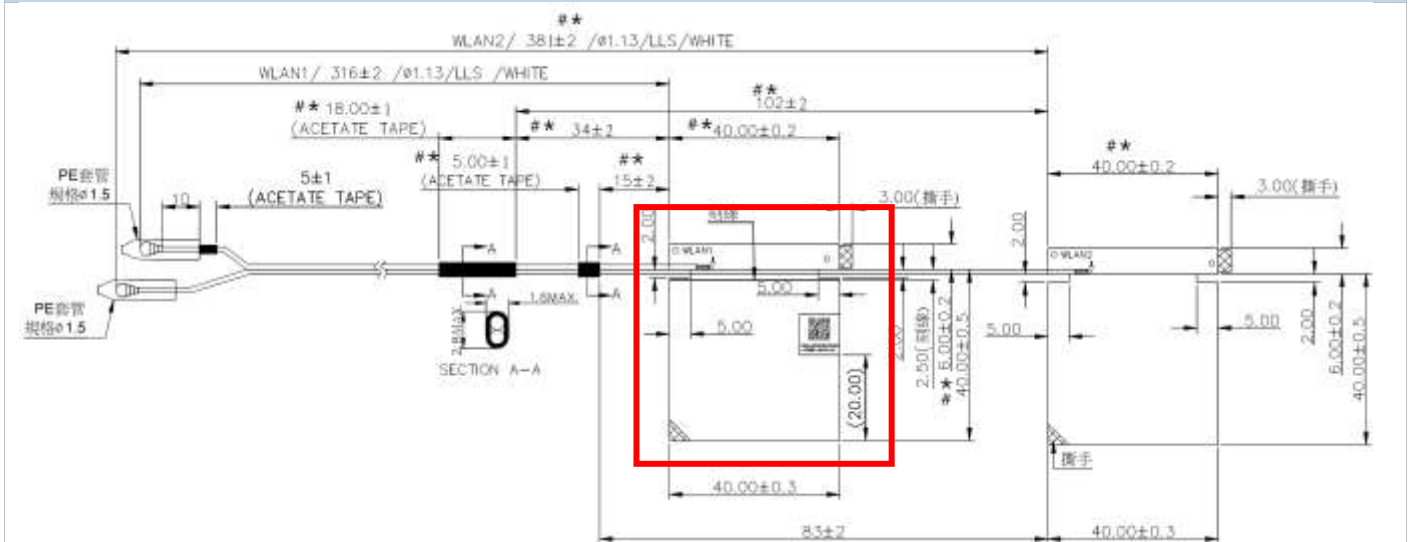 #*
WLAN2/ 381±2 /ø1.13/LLS/WHITE
WLAN1/ 316±2 /ø1.13/LLS /WHITE
#*
102±2
#* 18.00±1
(ACETATE TAPE)
#* 34±2
#* 40.00±0.2
#*
40.00±0.2
#* 5.00±1
(ACETATE TAPE)
#*
15±2
PE套管
規格ø1.5
10
5±1
(ACETATE TAPE)
3.00(撕手)
3.00(撕手)
2.00
刻線
2.00
O WLAN1
O WLAN2
A
A
A
A
1.8MAX.
2.8MAX
SECTION A-A
PE套管
規格ø1.5
5.00
5.00
5.00
5.00
(20.00)
2.00
2.50(刻線)
#* 6.00±0.2
40.00±0.5
2.00
6.00±0.2
40.00±0.5
撕手
40.00±0.3
83±2
40.00±0.3